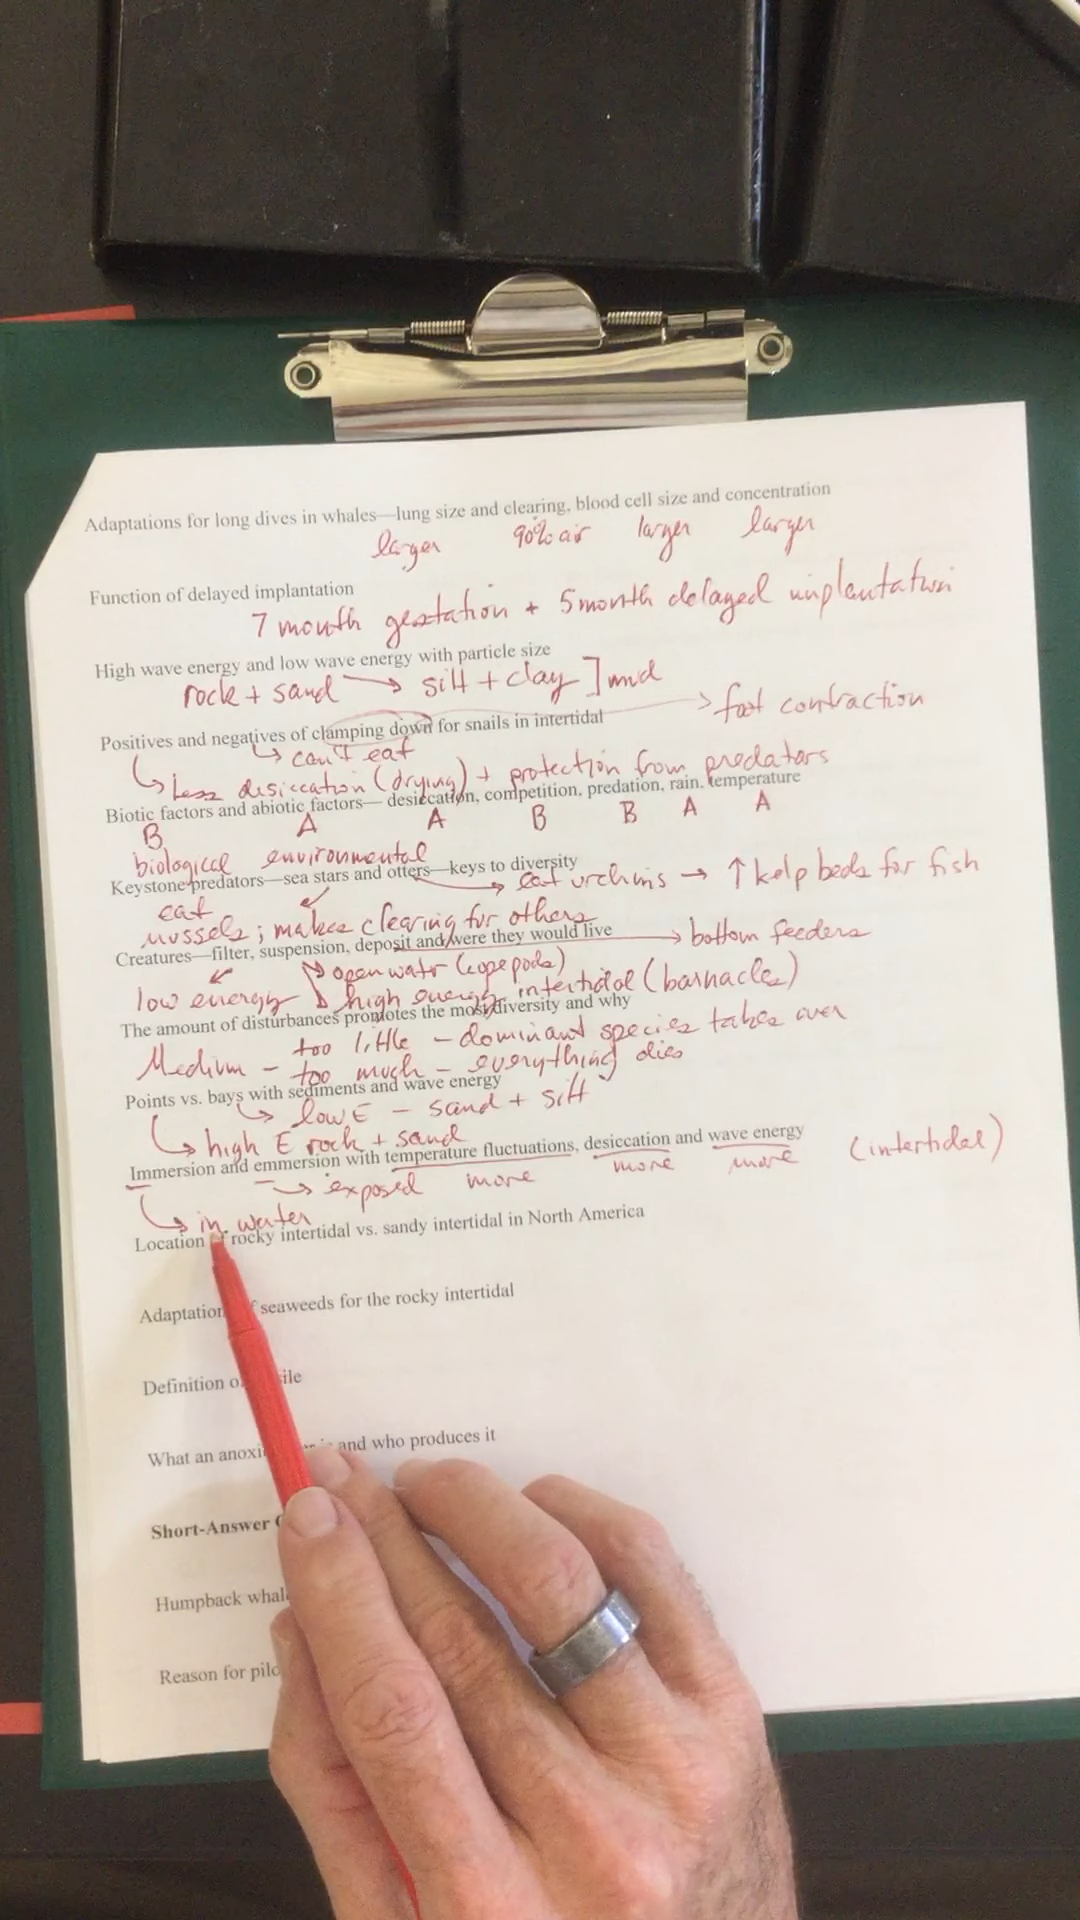 Adaptations for long dives in whales—lung size and clearing, blood cell size and concentration
larger 90% air larger larger
Function of delayed implantation
7 month gestation + 5 month delayed implantation
High wave energy and low wave energy with particle size
rock + sand → silt + clay ] mud
Positives and negatives of clamping down for snails in intertidal → foot contraction
↳ can't eat
↳ Less desiccation (drying) + protection from predators
Biotic factors and abiotic factors— desiccation, competition, predation, rain, temperature
B A A B B A A
biological environmental
Keystone predators—sea stars and otters—keys to diversity
→ eat urchins → ↑ kelp beds for fish
eat mussels; makes clearing for others
Creatures—filter, suspension, deposit and were they would live → bottom feeders
open water (copepods)
low energy high energy intertidal (barnacles)
The amount of disturbances promotes the most diversity and why
Medium - too little - dominant species takes over
too much - everything dies
Points vs. bays with sediments and wave energy
↳ low E - sand + silt
↳ high E rock + sand
Immersion and emmersion with temperature fluctuations, desiccation and wave energy (intertidal)
→ exposed more more more
↳ in water
Location rocky intertidal vs. sandy intertidal in North America
Adaptation seaweeds for the rocky intertidal
Definition
What an and who produces it
Short-Answer
Humpback
Reason for